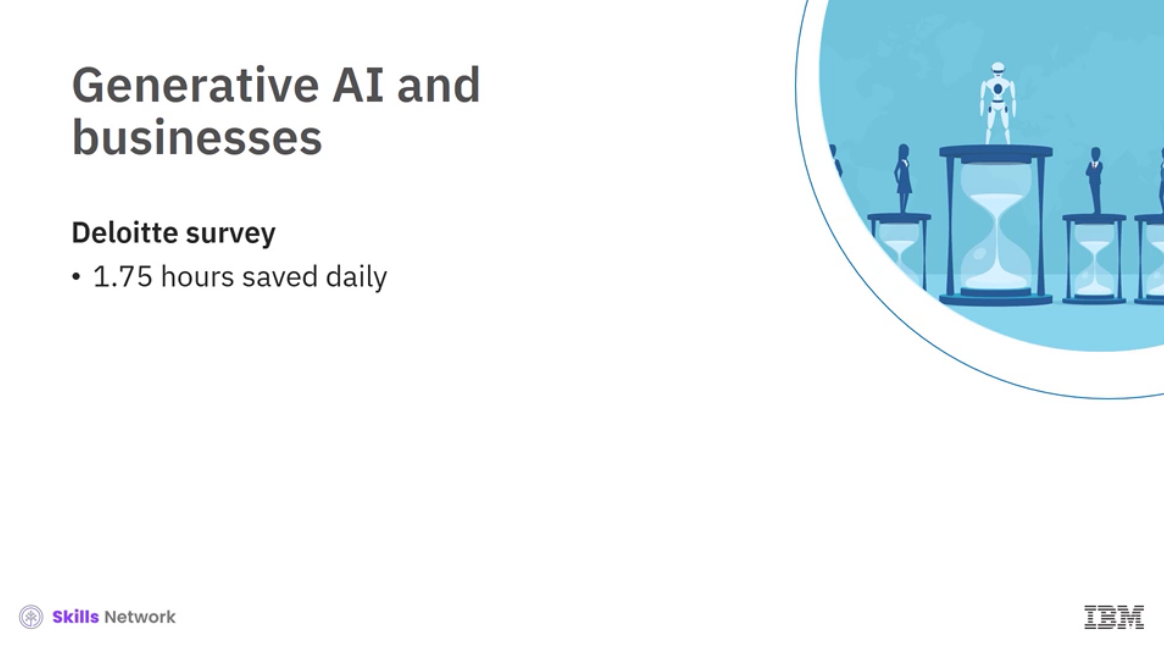 Generative AI and
businesses
Deloitte survey
• 1.75 hours saved daily
Skills Network
IBM